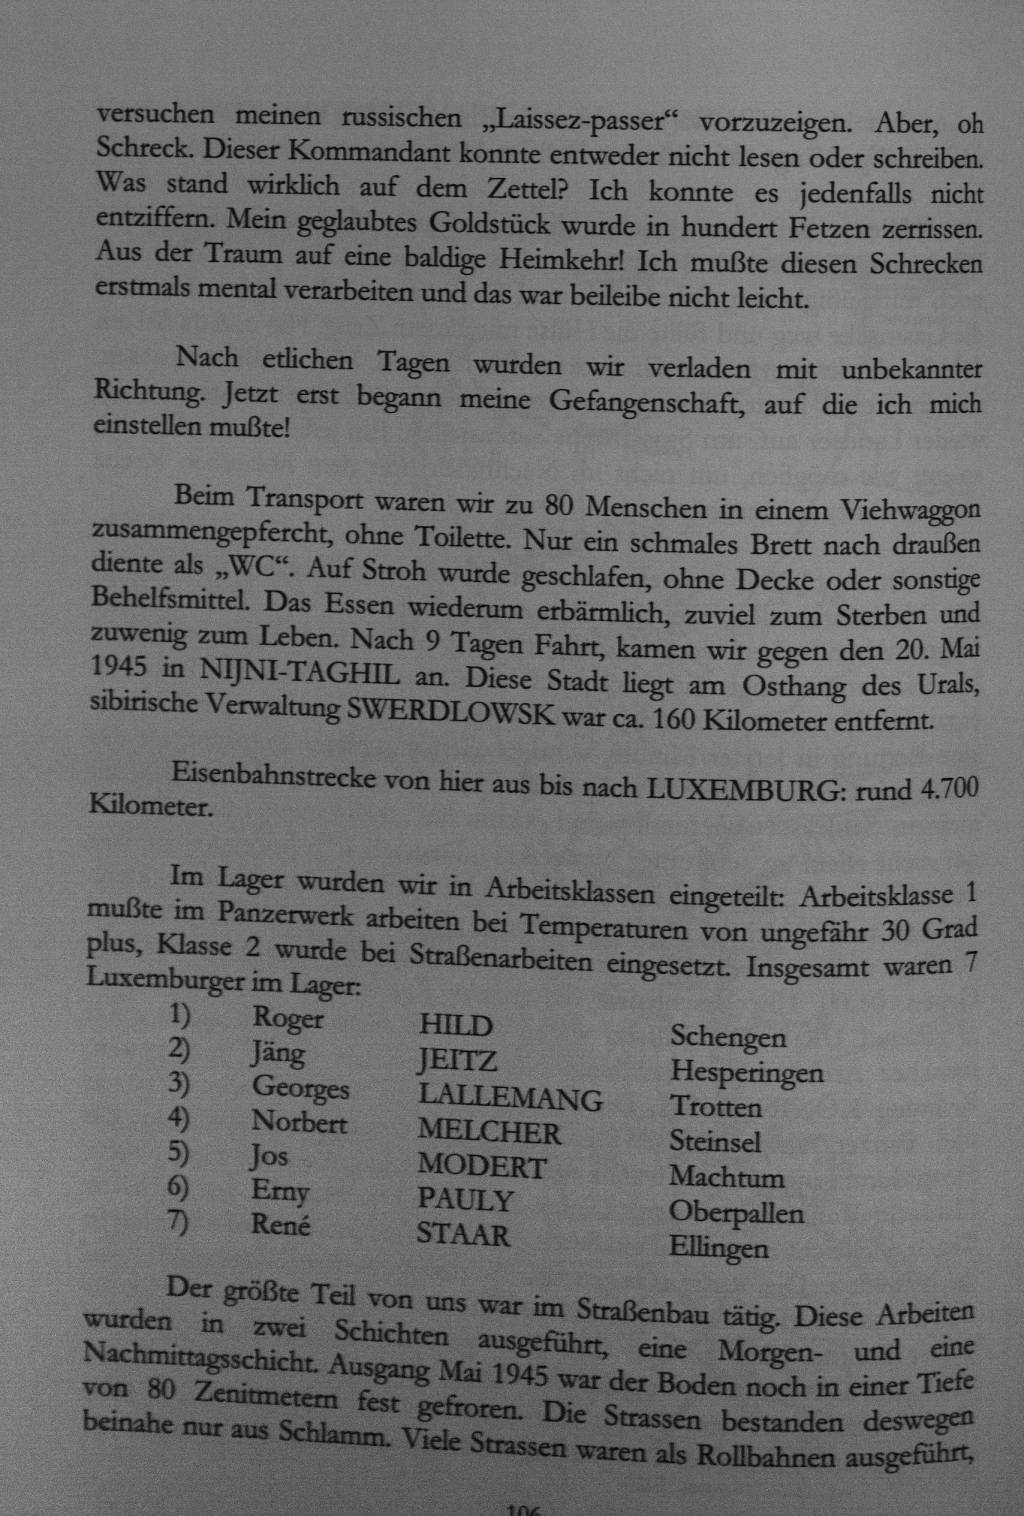 versuchen meinen russischen „Laissez-passer“ vorzuzeigen. Aber, oh
Schreck. Dieser Kommandant konnte entweder nicht lesen oder schreiben.
Was stand wirklich auf dem Zettel? Ich konnte es jedenfalls nicht
entziffern. Mein geglaubtes Goldstück wurde in hundert Fetzen zerrissen.
Aus der Traum auf eine baldige Heimkehr! Ich mußte diesen Schrecken
erstmals mental verarbeiten und das war beileibe nicht leicht.
Nach etlichen Tagen wurden wir verladen mit unbekannter
Richtung. Jetzt erst begann meine Gefangenschaft, auf die ich mich
einstellen mußte!
Beim Transport waren wir zu 80 Menschen in einem Viehwaggon
zusammengepfercht, ohne Toilette. Nur ein schmales Brett nach draußen
diente als „WC“. Auf Stroh wurde geschlafen, ohne Decke oder sonstige
Behelfsmittel. Das Essen wiederum erbärmlich, zuviel zum Sterben und
zuwenig zum Leben. Nach 9 Tagen Fahrt, kamen wir gegen den 20. Mai
1945 in NIJNI-TAGHIL an. Diese Stadt liegt am Osthang des Urals,
sibirische Verwaltung SWERDLOWSK war ca. 160 Kilometer entfernt.
Eisenbahnstrecke von hier aus bis nach LUXEMBURG: rund 4.700
Kilometer.
Im Lager wurden wir in Arbeitsklassen eingeteilt: Arbeitsklasse 1
mußte im Panzerwerk arbeiten bei Temperaturen von ungefähr 30 Grad
plus, Klasse 2 wurde bei Straßenarbeiten eingesetzt. Insgesamt waren 7
Luxemburger im Lager:
1) Roger HILD Schengen
2) Jäng JEITZ Hesperingen
3) Georges LALLEMANG Trotten
4) Norbert MELCHER Steinsel
5) Jos MODERT Machtum
6) Erny PAULY Oberpallen
7) René STAAR Ellingen
Der größte Teil von uns war im Straßenbau tätig. Diese Arbeiten
wurden in zwei Schichten ausgeführt, eine Morgen- und eine
Nachmittagsschicht. Ausgang Mai 1945 war der Boden noch in einer Tiefe
von 80 Zenitmetern fest gefroren. Die Strassen bestanden deswegen
beinahe nur aus Schlamm. Viele Strassen waren als Rollbahnen ausgeführt,
106